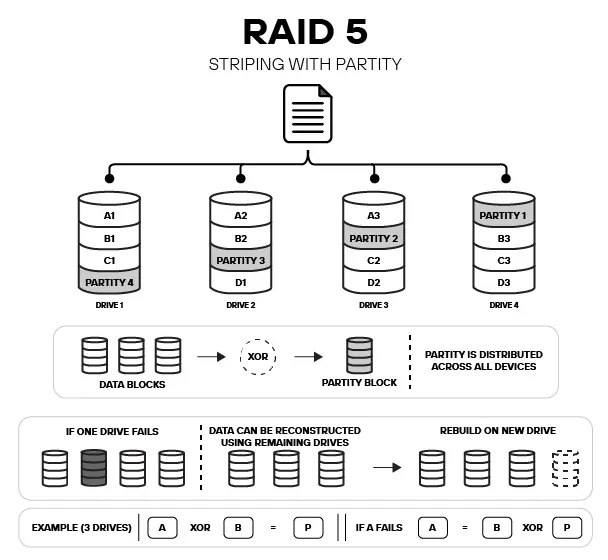 RAID 5
STRIPING WITH PARTITY
A1 A2 A3 PARTITY 1
B1 B2 PARTITY 2 B3
C1 PARTITY 3 C2 C3
PARTITY 4 D1 D2 D3
DRIVE 1 DRIVE 2 DRIVE 3 DRIVE 4
XOR
DATA BLOCKS
PARTITY BLOCK
PARTITY IS DISTRIBUTED
ACROSS ALL DEVICES
IF ONE DRIVE FAILS
DATA CAN BE RECONSTRUCTED
USING REMAINING DRIVES
REBUILD ON NEW DRIVE
EXAMPLE (3 DRIVES) A XOR B = P IF A FAILS A = B XOR P